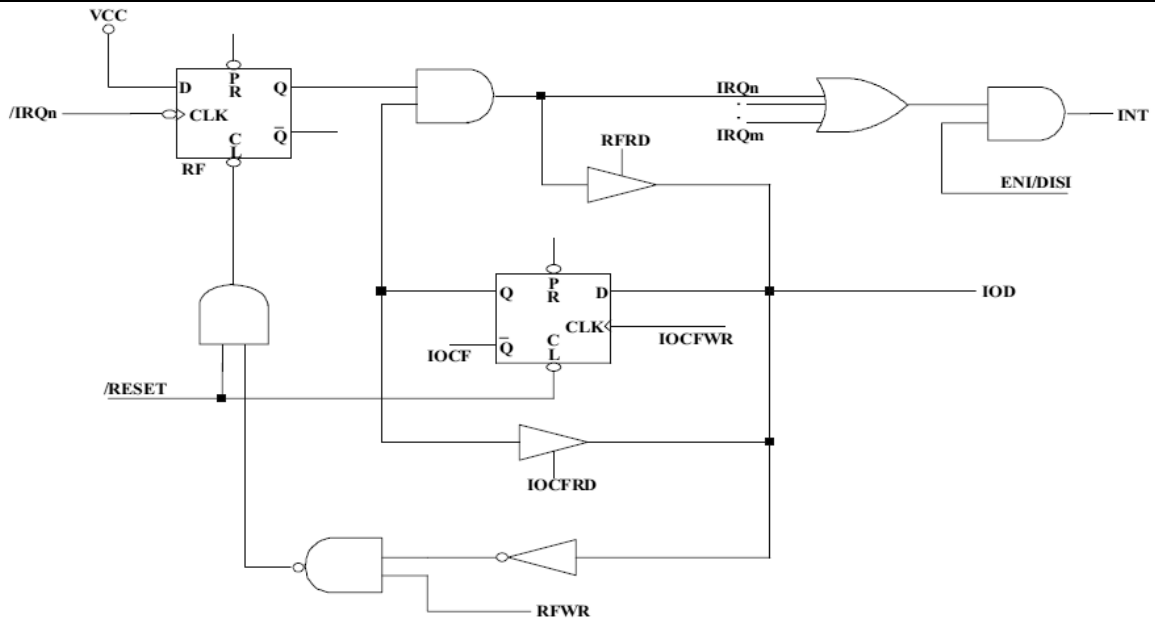 VCC
P
R
D
Q
IRQn
/IRQn
CLK
:
INT
C
L
Q̅
IRQm
RFRD
RF
ENI/DISI
P
R
Q
D
IOD
CLK
C
L
IOCF
Q̅
IOCFWR
/RESET
IOCFRD
RFWR